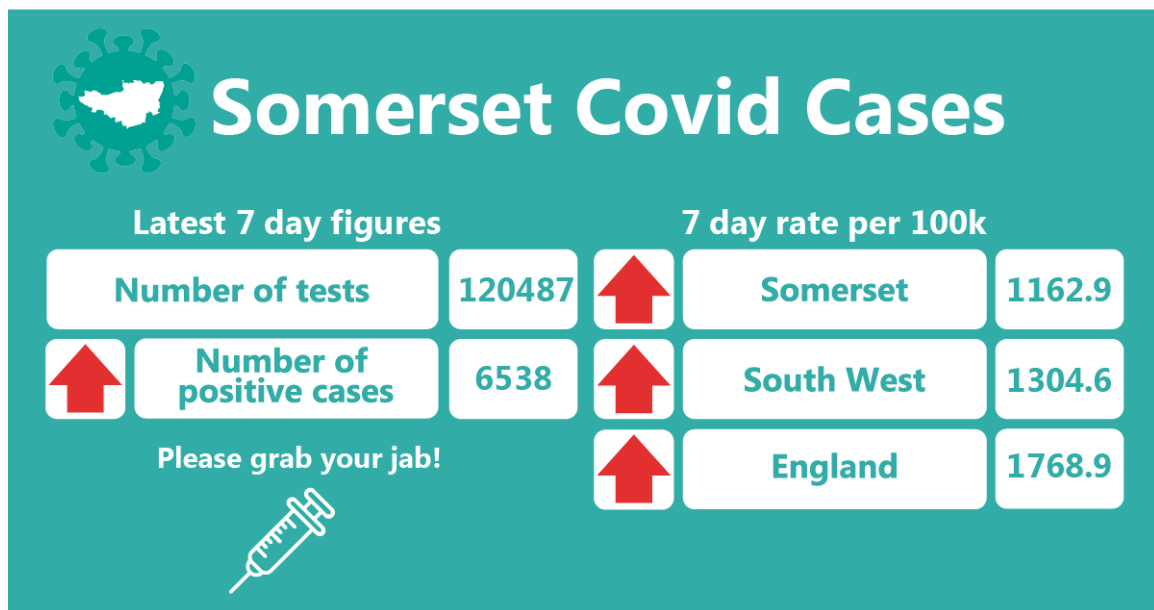 Somerset Covid Cases
Latest 7 day figures
Number of tests 120487
Number of
positive cases 6538
Please grab your jab!
7 day rate per 100k
Somerset 1162.9
South West 1304.6
England 1768.9